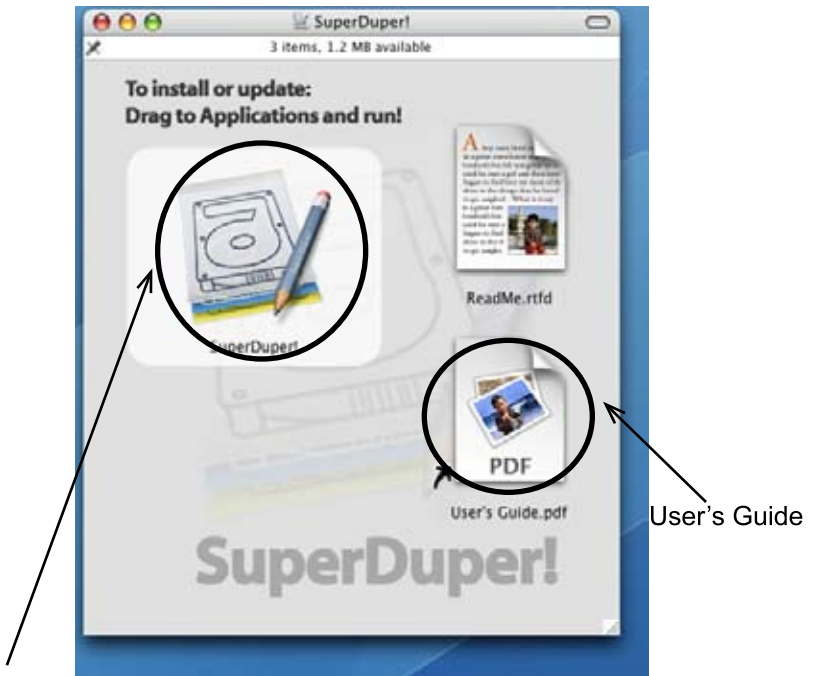 SuperDuper!
3 items, 1.2 MB available
To install or update:
Drag to Applications and run!
SuperDuper!
ReadMe.rtfd
PDF
User's Guide.pdf
User's Guide
SuperDuper!